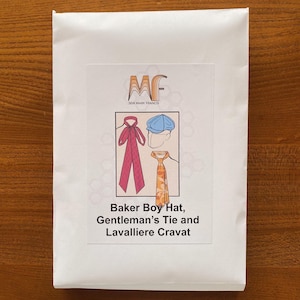 MF
Baker Boy Hat,
Gentleman's Tie and
Lavalliere Cravat